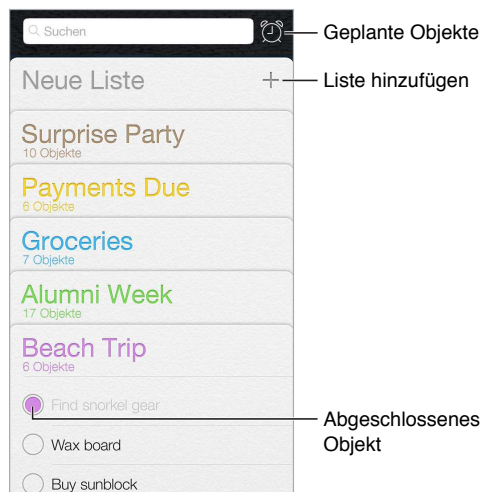 Suchen
Geplante Objekte
Neue Liste
Liste hinzufügen
Surprise Party
10 Objekte
Payments Due
6 Objekte
Groceries
7 Objekte
Alumni Week
17 Objekte
Beach Trip
6 Objekte
Find snorkel gear
Abgeschlossenes
Objekt
Wax board
Buy sunblock